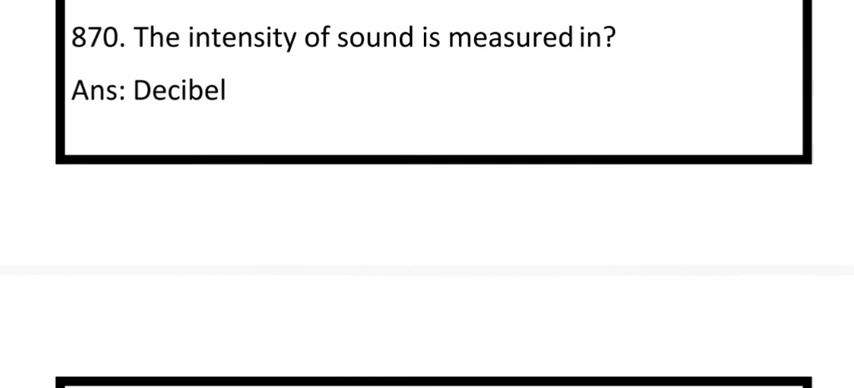 870. The intensity of sound is measured in?
Ans: Decibel